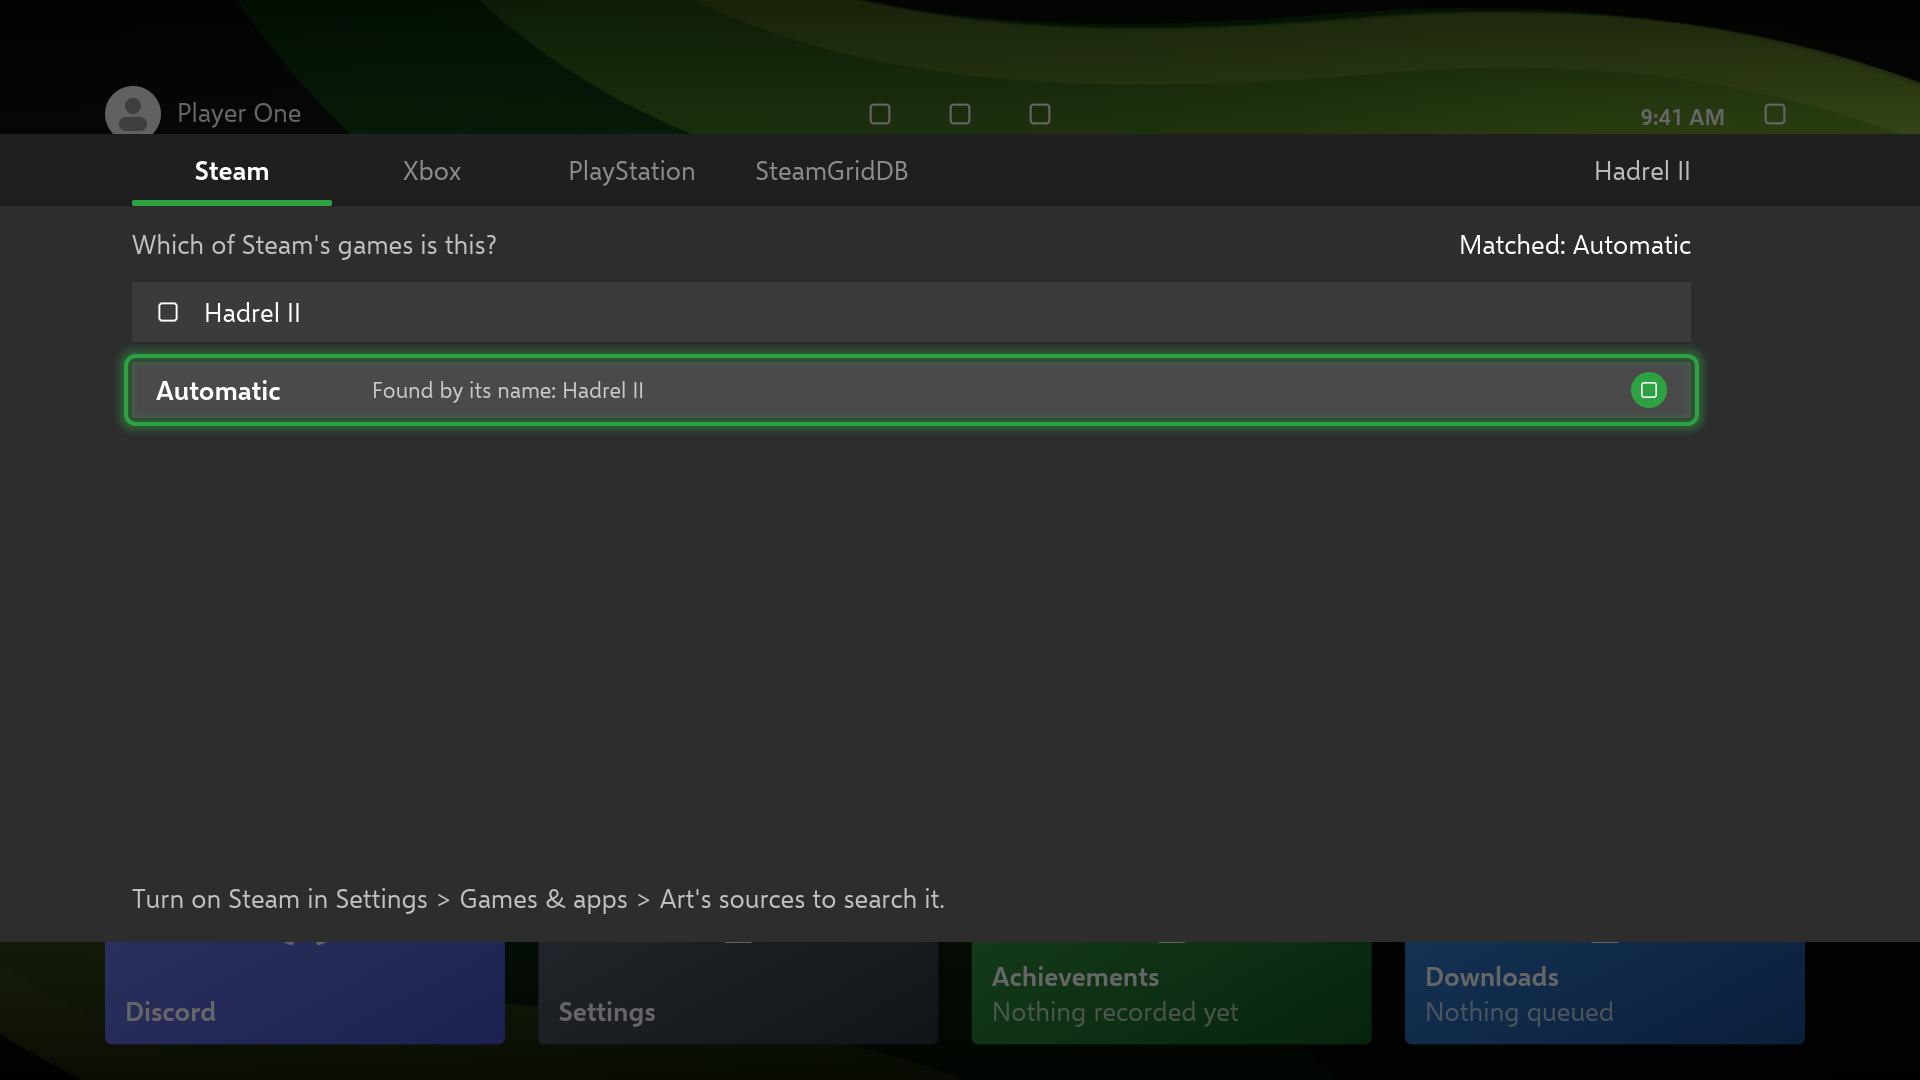 Player One
9:41 AM
Steam
Xbox
PlayStation
SteamGridDB
Hadrel II
Which of Steam's games is this?
Matched: Automatic
Hadrel II
Automatic
Found by its name: Hadrel II
Turn on Steam in Settings > Games & apps > Art's sources to search it.
Discord
Settings
Achievements
Nothing recorded yet
Downloads
Nothing queued